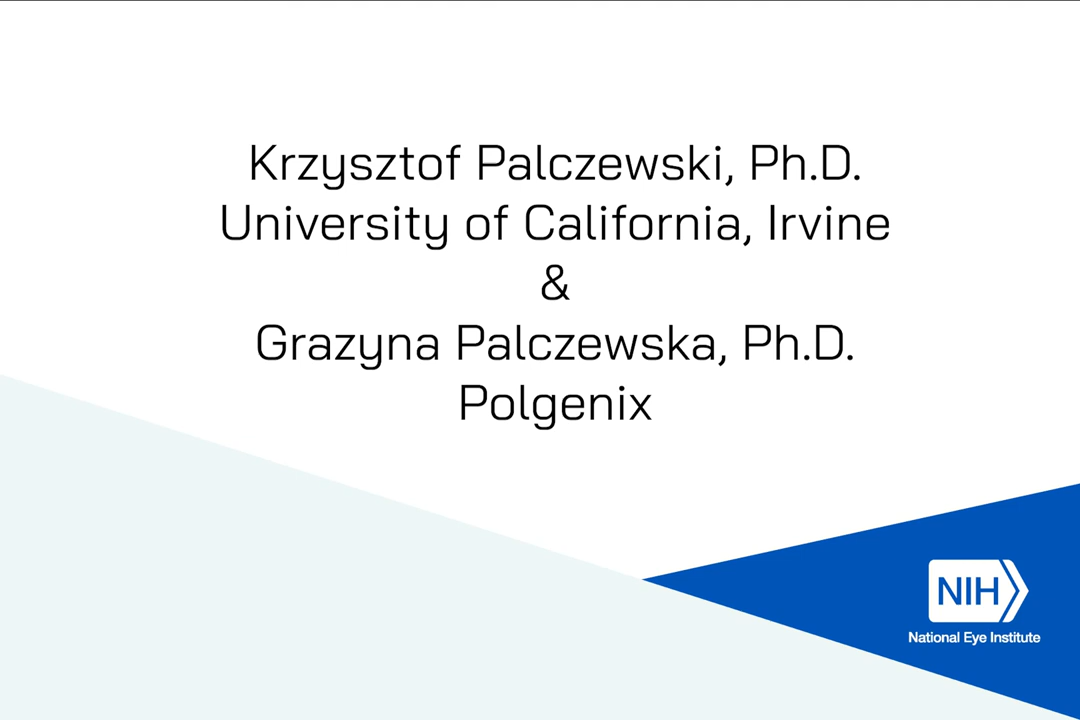 Krzysztof Palczewski, Ph.D.
University of California, Irvine
&
Grazyna Palczewska, Ph.D.
Polgenix
NIH
National Eye Institute